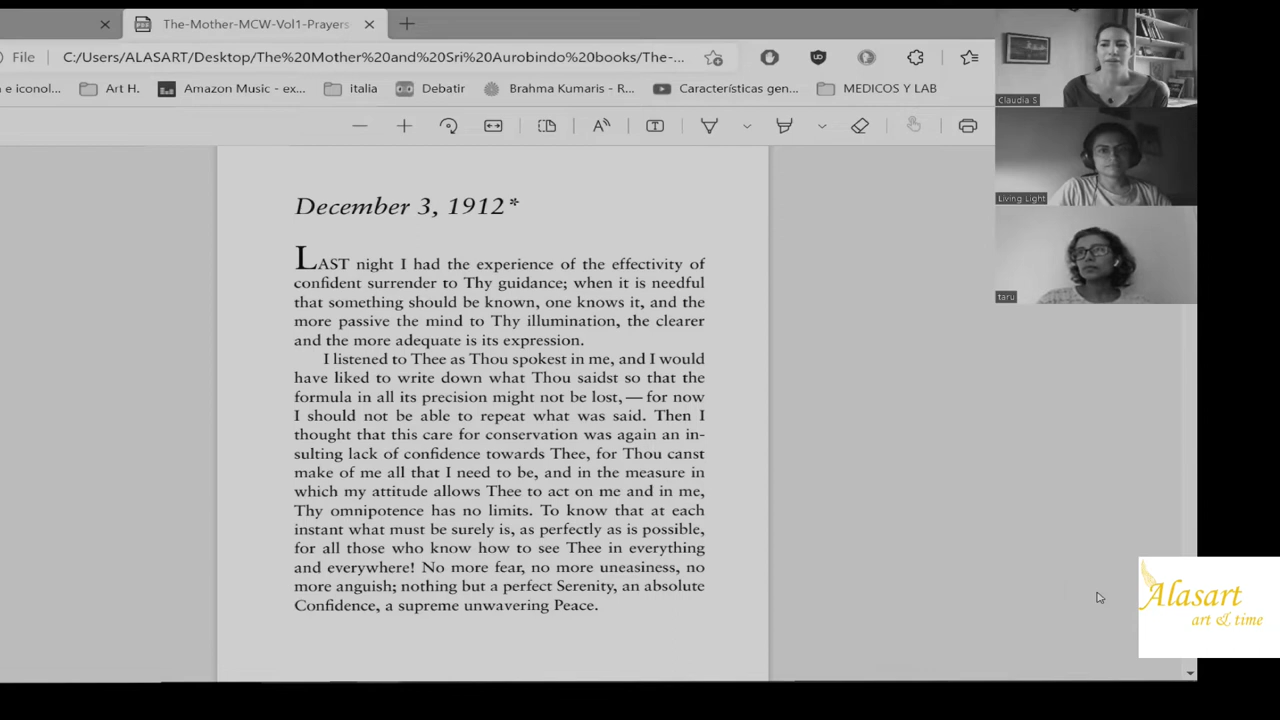 The-Mother-MCW-Vol1-Prayers
File
C:/Users/ALASART/Desktop/The%20Mother%20and%20Sri%20Aurobindo%20books/The-...
e iconol...
Art H.
Amazon Music - ex...
italia
Debatir
Brahma Kumaris - R...
Características gen...
MEDICOS Y LAB
Claudia S
Living Light
taru
December 3, 1912*
LAST night I had the experience of the effectivity of
confident surrender to Thy guidance; when it is needful
that something should be known, one knows it, and the
more passive the mind to Thy illumination, the clearer
and the more adequate is its expression.
I listened to Thee as Thou spokest in me, and I would
have liked to write down what Thou saidst so that the
formula in all its precision might not be lost, — for now
I should not be able to repeat what was said. Then I
thought that this care for conservation was again an in-
sulting lack of confidence towards Thee, for Thou canst
make of me all that I need to be, and in the measure in
which my attitude allows Thee to act on me and in me,
Thy omnipotence has no limits. To know that at each
instant what must be surely is, as perfectly as is possible,
for all those who know how to see Thee in everything
and everywhere! No more fear, no more uneasiness, no
more anguish; nothing but a perfect Serenity, an absolute
Confidence, a supreme unwavering Peace.
Alasart
art & time